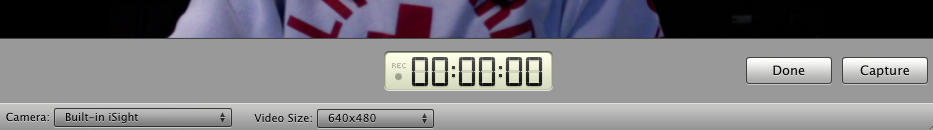 REC
00:00:00
Done
Capture
Camera: Built-in iSight
Video Size: 640x480